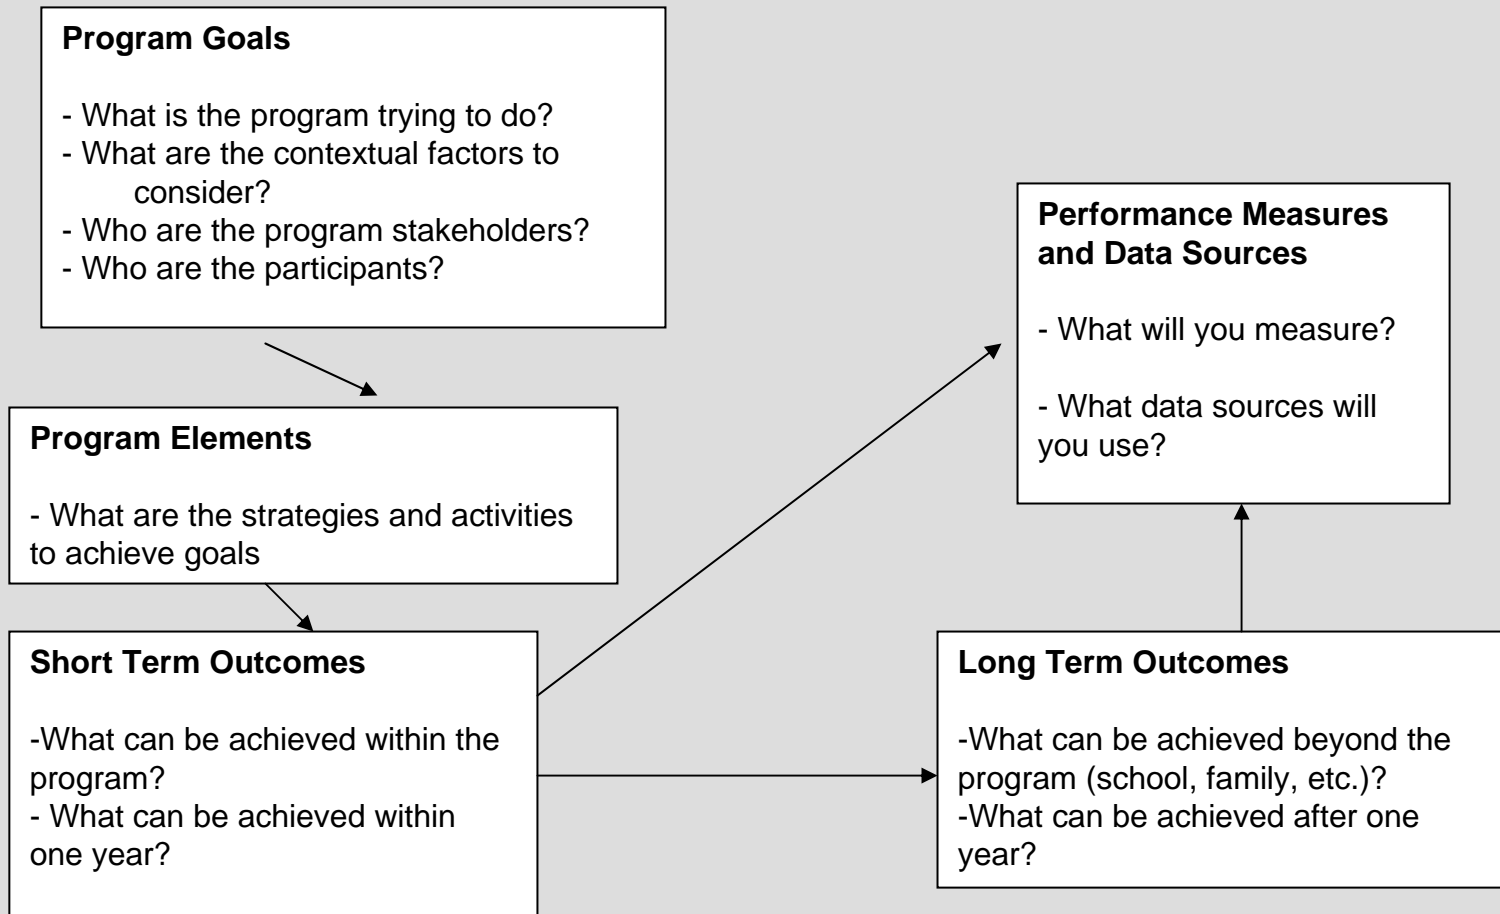 Program Goals
- What is the program trying to do?
- What are the contextual factors to
consider?
- Who are the program stakeholders?
- Who are the participants?
Program Elements
- What are the strategies and activities
to achieve goals
Short Term Outcomes
-What can be achieved within the
program?
- What can be achieved within
one year?
Long Term Outcomes
-What can be achieved beyond the
program (school, family, etc.)?
-What can be achieved after one
year?
Performance Measures
and Data Sources
- What will you measure?
- What data sources will
you use?